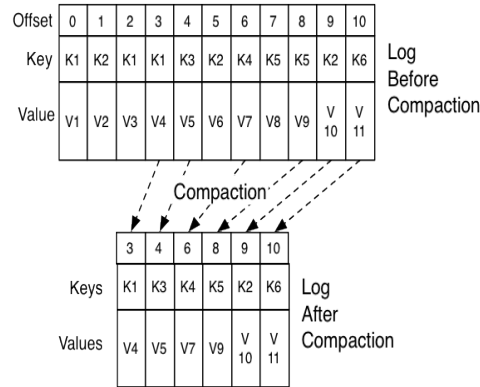 Offset 0 1 2 3 4 5 6 7 8 9 10
Key K1 K2 K1 K1 K3 K2 K4 K5 K5 K2 K6
Value V1 V2 V3 V4 V5 V6 V7 V8 V9 V 10 V 11
Log
Before
Compaction
Compaction
3 4 6 8 9 10
Keys K1 K3 K4 K5 K2 K6
Values V4 V5 V7 V9 V 10 V 11
Log
After
Compaction